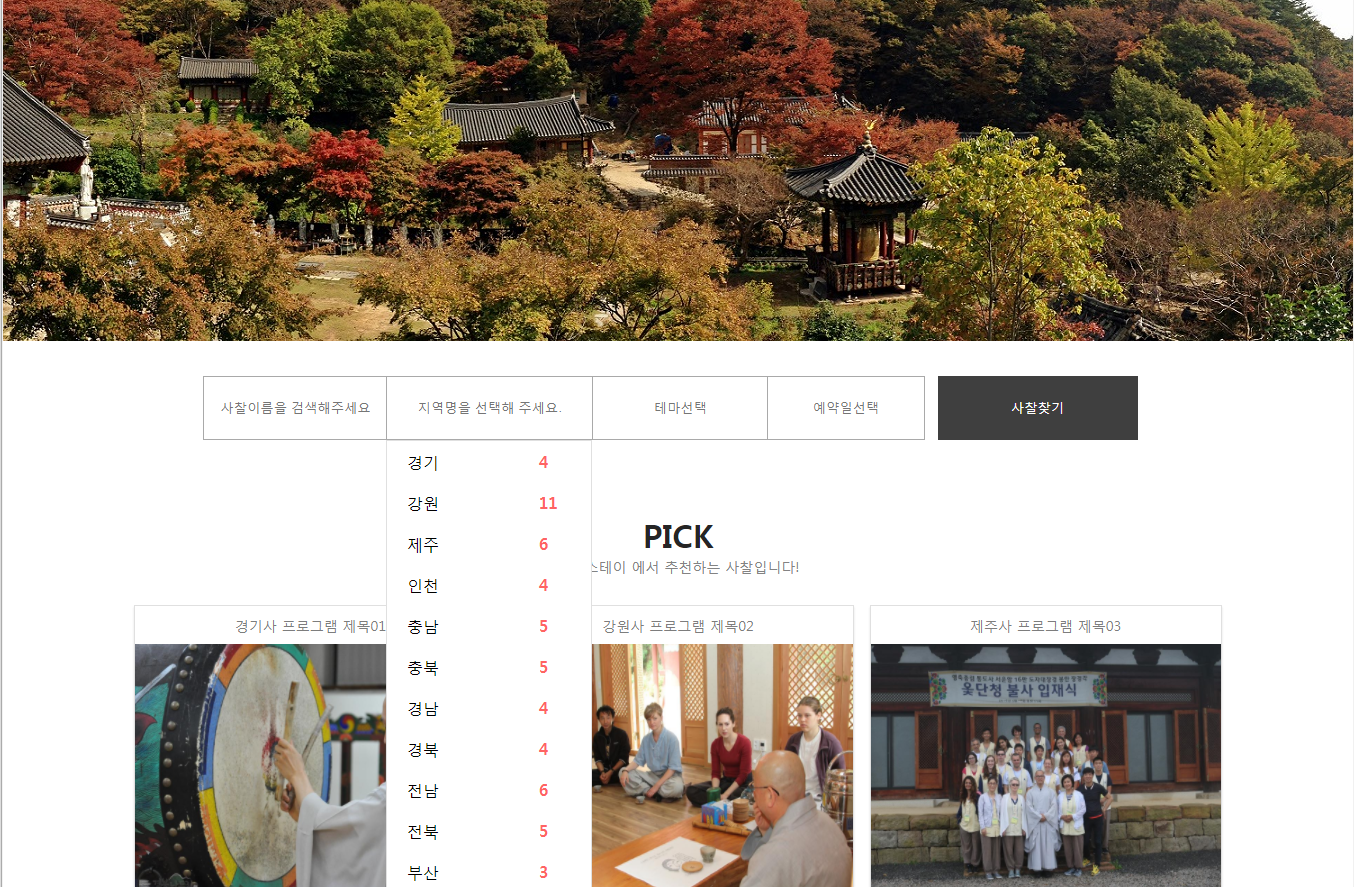 사찰이름을 검색해주세요
지역명을 선택해 주세요.
테마선택
예약일선택
사찰찾기
경기 4
강원 11
제주 6
인천 4
충남 5
충북 5
경남 4
경북 4
전남 6
전북 5
부산 3
PICK
스테이 에서 추천하는 사찰입니다!
경기사 프로그램 제목01
강원사 프로그램 제목02
제주사 프로그램 제목03
옻단청 불사 입재식